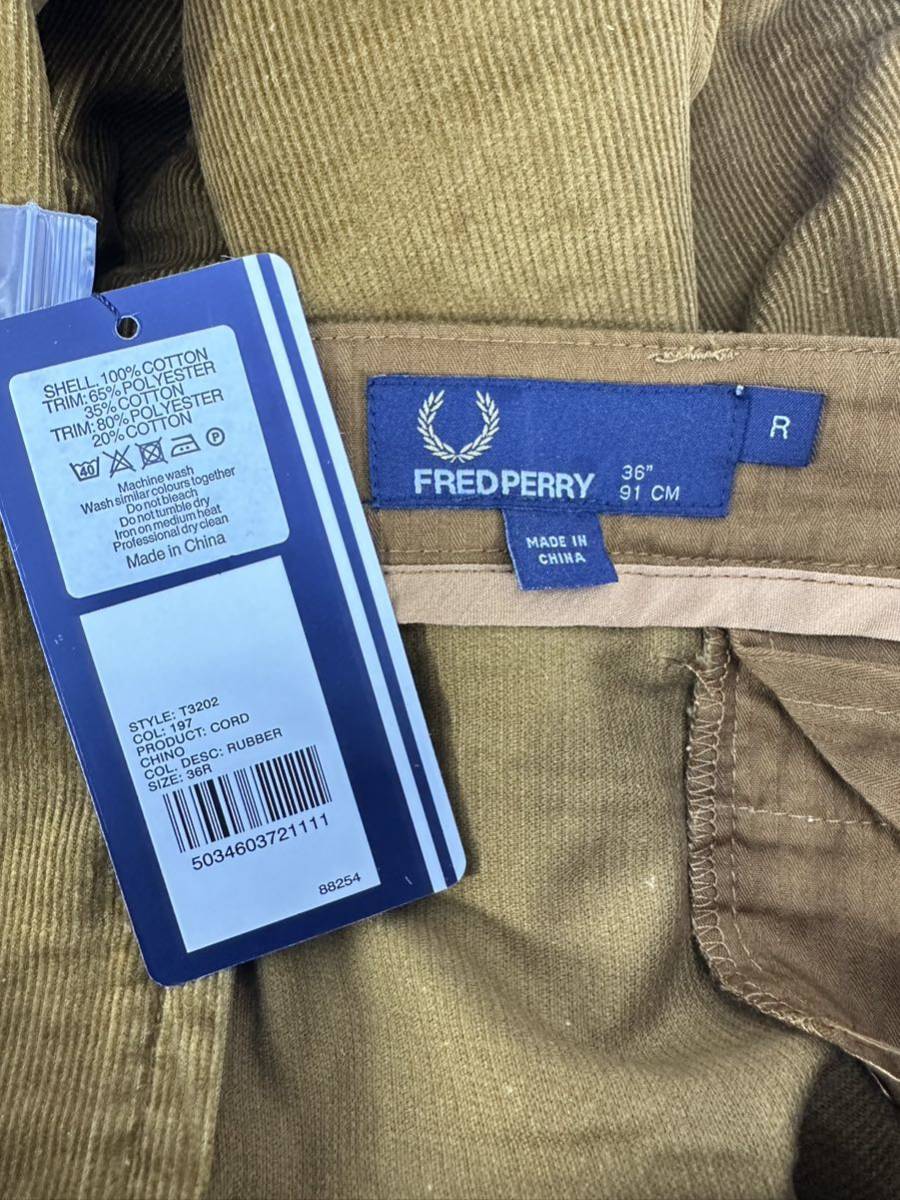 SHELL, 100% COTTON
TRIM: 65% POLYESTER
35% COTTON
TRIM: 80% POLYESTER
20% COTTON
40
P
Machine wash
Wash similar colours together
Do not bleach
Do not tumble dry
Iron on medium heat
Professional dry clean
Made in China
STYLE: T3202
COL: 197
PRODUCT: CORD
CHINO
COL. DESC: RUBBER
SIZE: 36R
5034603721111
88254
FRED PERRY
36"
91 CM
R
MADE IN
CHINA